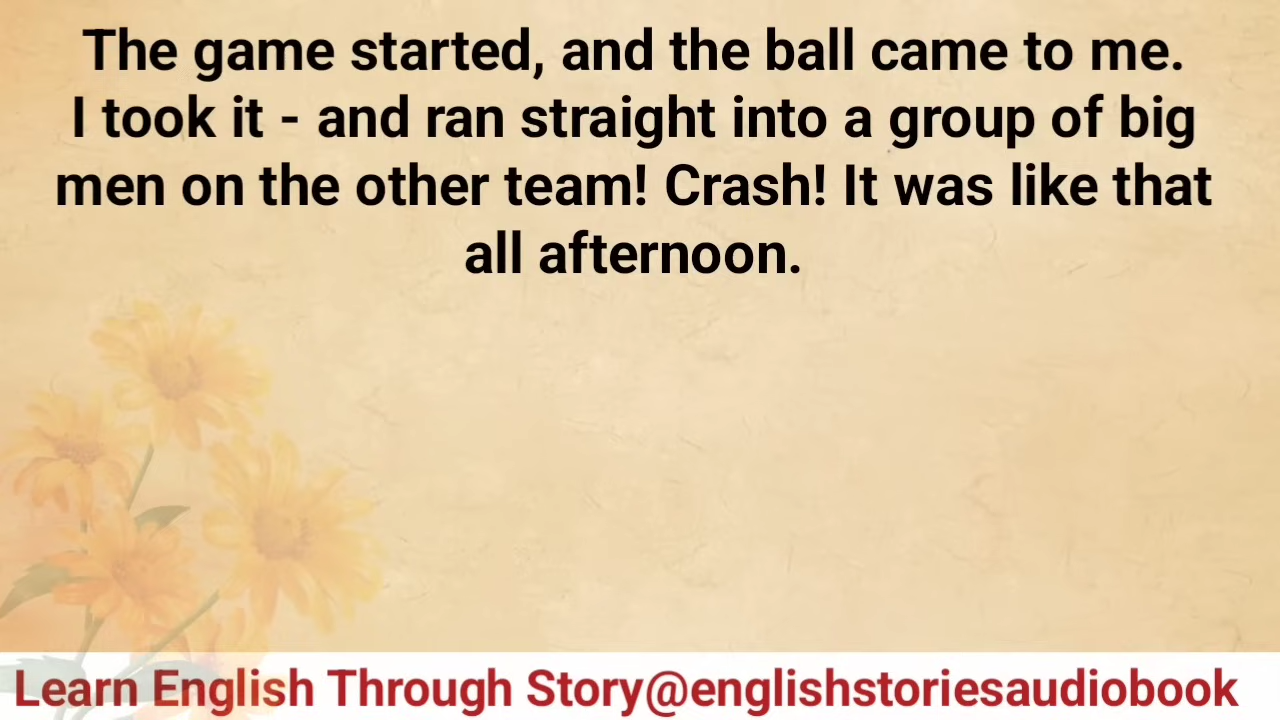 The game started, and the ball came to me.
I took it - and ran straight into a group of big
men on the other team! Crash! It was like that
all afternoon.
Learn English Through Story@englishstoriesaudiobook